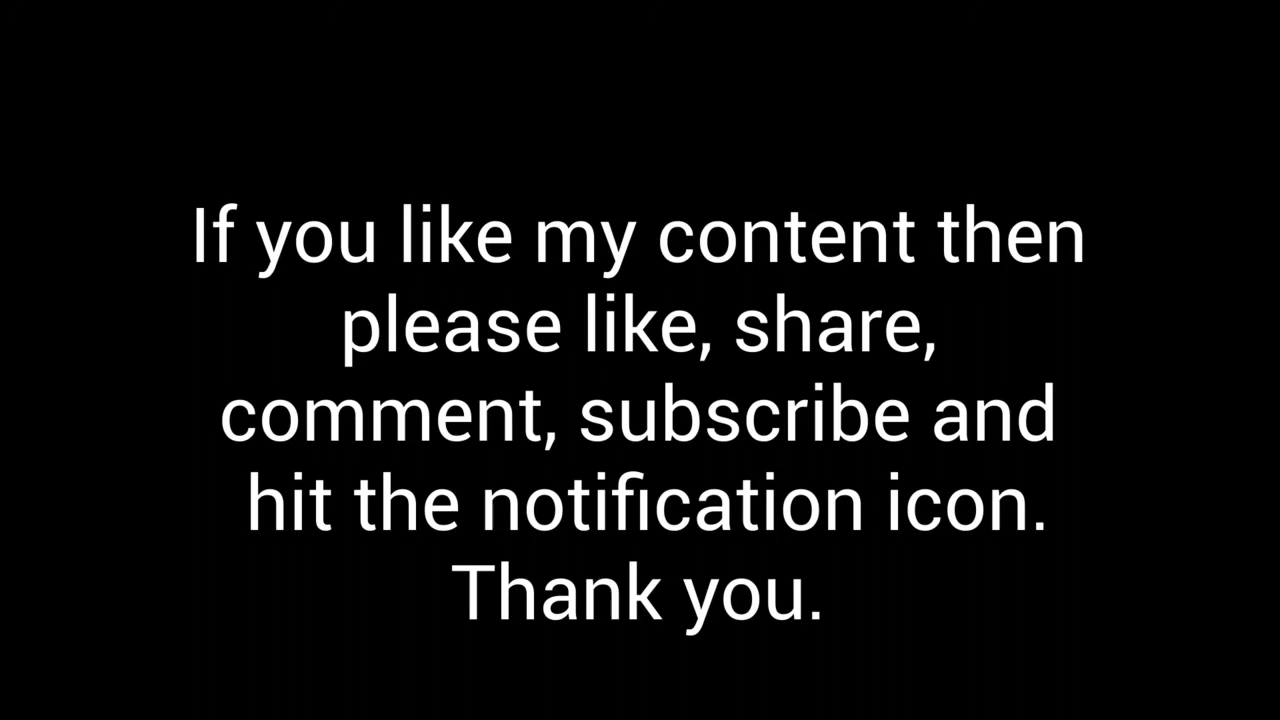 If you like my content then
please like, share,
comment, subscribe and
hit the notification icon.
Thank you.